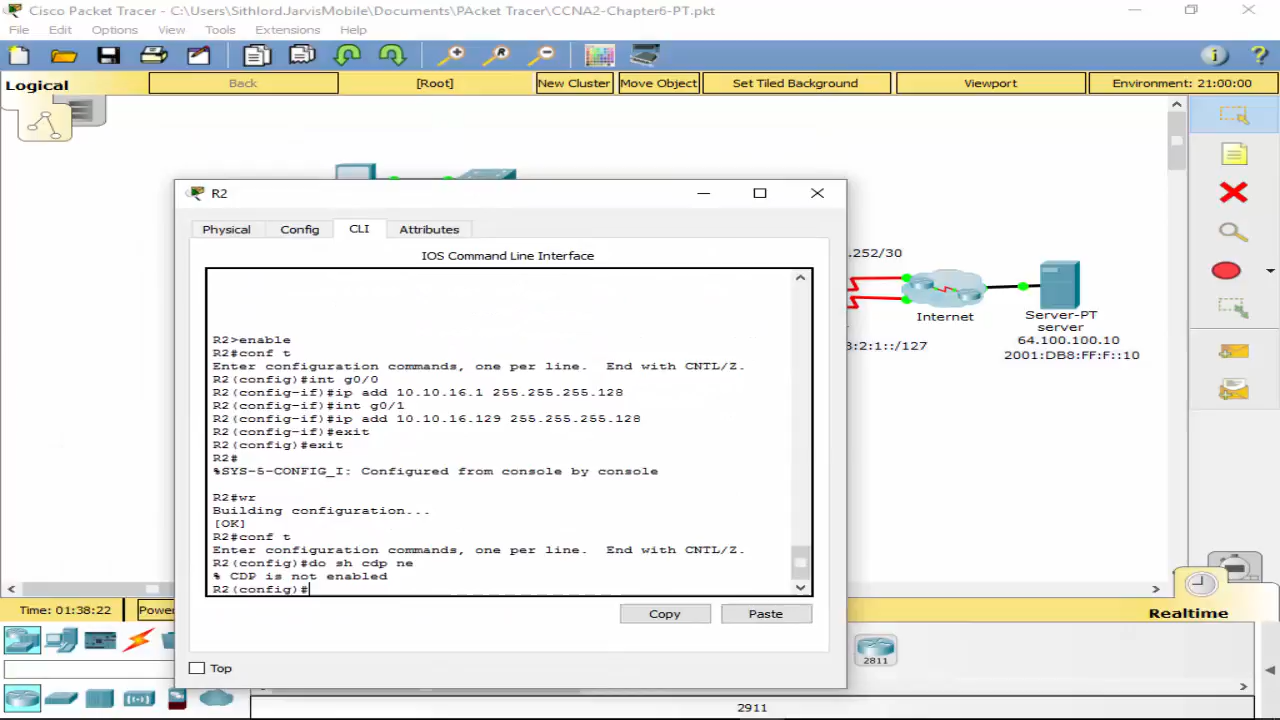 Cisco Packet Tracer - C:\Users\Sithlord.JarvisMobile\Documents\PAcket Tracer\CCNA2-Chapter6-PT.pkt
File Edit Options View Tools Extensions Help
Logical Back [Root] New Cluster Move Object Set Tiled Background Viewport Environment: 21:00:00
R2
Physical Config CLI Attributes
IOS Command Line Interface
R2>enable
R2#conf t
Enter configuration commands, one per line. End with CNTL/Z.
R2(config)#int g0/0
R2(config-if)#ip add 10.10.16.1 255.255.255.128
R2(config-if)#int g0/1
R2(config-if)#ip add 10.10.16.129 255.255.255.128
R2(config-if)#exit
R2(config)#exit
R2#
%SYS-5-CONFIG_I: Configured from console by console
R2#wr
Building configuration...
[OK]
R2#conf t
Enter configuration commands, one per line. End with CNTL/Z.
R2(config)#do sh cdp ne
% CDP is not enabled
R2(config)#
Copy Paste
Top
.252/30
Internet
Server-PT
server
64.100.100.10
2001:DB8:FF:F::10
:2:1::/127
Time: 01:38:22 Power
Realtime
2811
2911